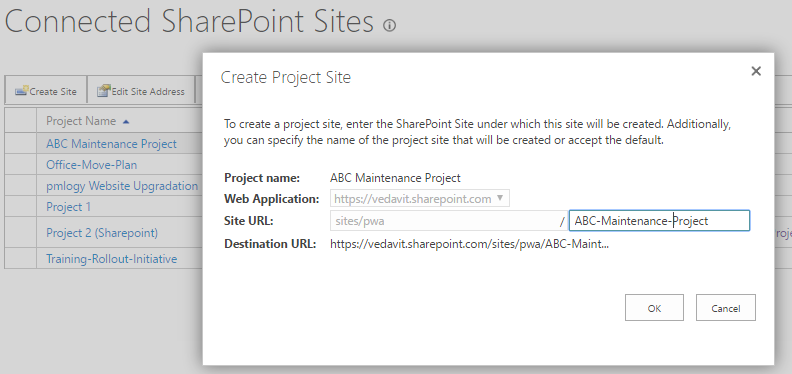 Connected SharePoint Sites
Create Site Edit Site Address
Project Name
ABC Maintenance Project
Office-Move-Plan
pmlogy Website Upgradation
Project 1
Project 2 (Sharepoint)
Training-Rollout-Initiative
Create Project Site
To create a project site, enter the SharePoint Site under which this site will be created. Additionally,
you can specify the name of the project site that will be created or accept the default.
Project name: ABC Maintenance Project
Web Application: https://vedavit.sharepoint.com
Site URL: sites/pwa / ABC-Maintenance-Project
Destination URL: https://vedavit.sharepoint.com/sites/pwa/ABC-Maint...
OK Cancel